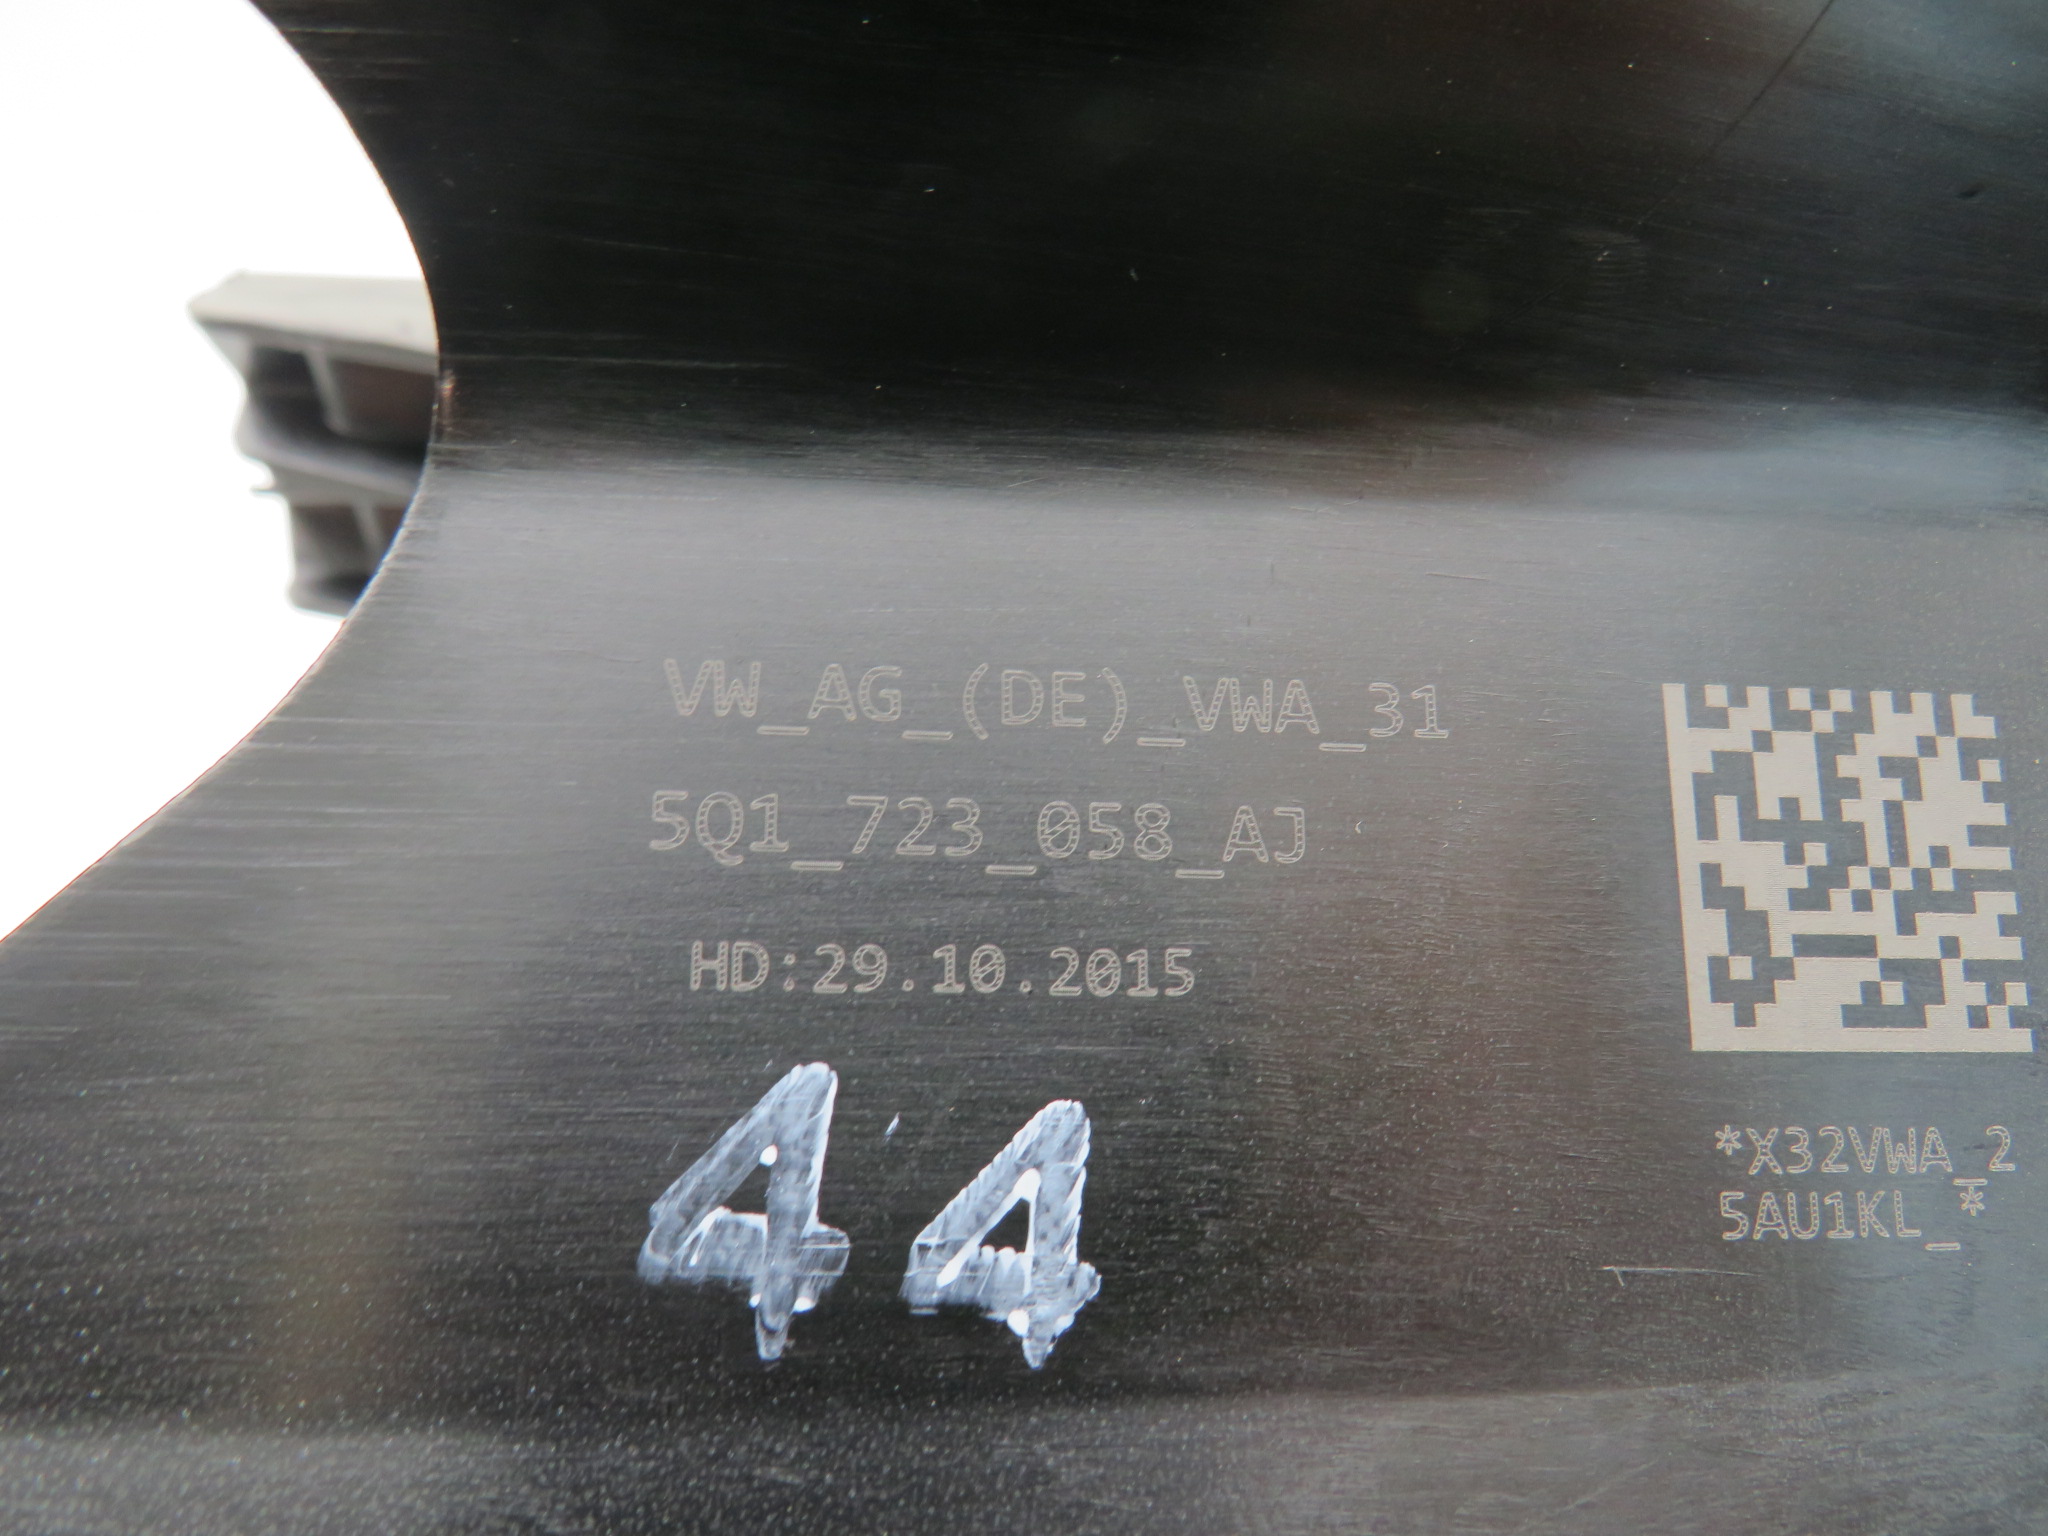 VW_AG_(DE)_VWA_31
5Q1_723_058_AJ
HD:29.10.2015
44
*X32VWA_2
5AU1KL_*